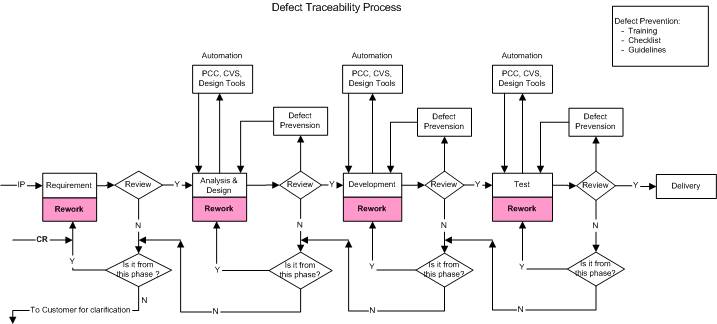 Defect Traceability Process
Defect Prevention:
- Training
- Checklist
- Guidelines
Automation
Automation
Automation
PCC, CVS,
Design Tools
PCC, CVS,
Design Tools
PCC, CVS,
Design Tools
Defect
Prevension
Defect
Prevension
Defect
Prevension
IP
Requirement
Rework
Review
Y
Analysis &
Design
Rework
Review
Y
Development
Rework
Review
Y
Test
Rework
Review
Y
Delivery
N
N
N
N
CR
Y
Is it from
this phase ?
Y
Is it from
this phase?
Y
Is it from
this phase?
Y
Is it from
this phase?
N
N
N
N
To Customer for clarification